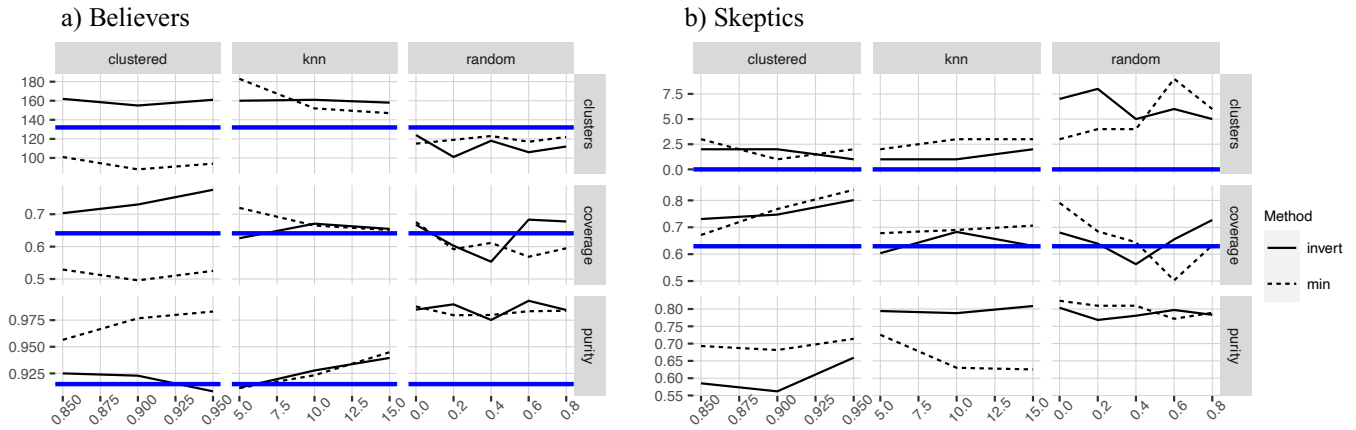 a) Believers
b) Skeptics
clustered knn random
clustered knn random
180
160
140
120
100
clusters
7.5
5.0
2.5
0.0
clusters
0.7
0.6
0.5
coverage
0.8
0.7
0.6
0.5
coverage
0.975
0.950
0.925
purity
0.80
0.75
0.70
0.65
0.60
0.55
purity
Method
invert
min
0.850 0.875 0.900 0.925 0.950 5.0 7.5 10.0 12.5 15.0 0.0 0.2 0.4 0.6 0.8
0.850 0.875 0.900 0.925 0.950 5.0 7.5 10.0 12.5 15.0 0.0 0.2 0.4 0.6 0.8